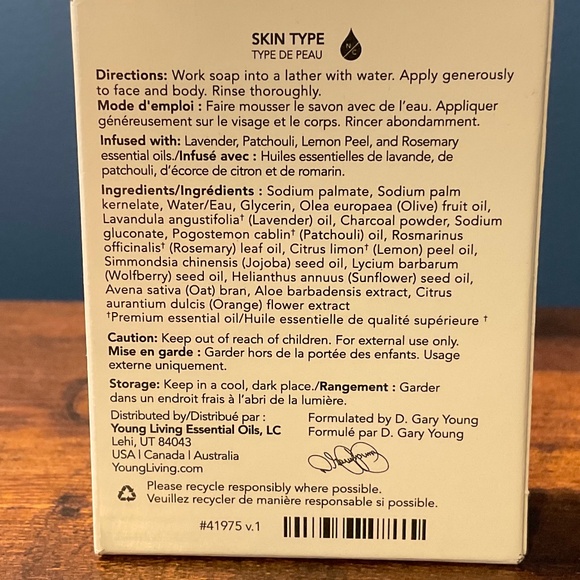 SKIN TYPE
TYPE DE PEAU
N/C
Directions: Work soap into a lather with water. Apply generously
to face and body. Rinse thoroughly.
Mode d'emploi : Faire mousser le savon avec de l'eau. Appliquer
généreusement sur le visage et le corps. Rincer abondamment.
Infused with: Lavender, Patchouli, Lemon Peel, and Rosemary
essential oils./Infusé avec : Huiles essentielles de lavande, de
patchouli, d'écorce de citron et de romarin.
Ingredients/Ingrédients : Sodium palmate, Sodium palm
kernelate, Water/Eau, Glycerin, Olea europaea (Olive) fruit oil,
Lavandula angustifolia† (Lavender) oil, Charcoal powder, Sodium
gluconate, Pogostemon cablin† (Patchouli) oil, Rosmarinus
officinalis† (Rosemary) leaf oil, Citrus limon† (Lemon) peel oil,
Simmondsia chinensis (Jojoba) seed oil, Lycium barbarum
(Wolfberry) seed oil, Helianthus annuus (Sunflower) seed oil,
Avena sativa (Oat) bran, Aloe barbadensis extract, Citrus
aurantium dulcis (Orange) flower extract
†Premium essential oil/Huile essentielle de qualité supérieure †
Caution: Keep out of reach of children. For external use only.
Mise en garde : Garder hors de la portée des enfants. Usage
externe uniquement.
Storage: Keep in a cool, dark place./Rangement : Garder
dans un endroit frais à l'abri de la lumière.
Distributed by/Distribué par :
Young Living Essential Oils, LC
Lehi, UT 84043
USA | Canada | Australia
YoungLiving.com
Formulated by D. Gary Young
Formulé par D. Gary Young
Please recycle responsibly where possible.
Veuillez recycler de manière responsable si possible.
#41975 v.1